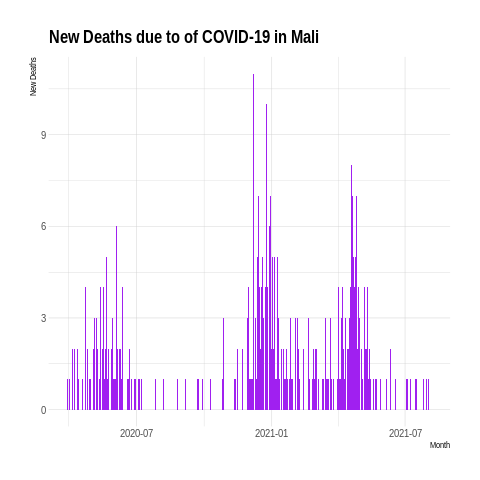 New Deaths due to of COVID-19 in Mali
New Deaths
9
6
3
0
2020-07
2021-01
2021-07
Month